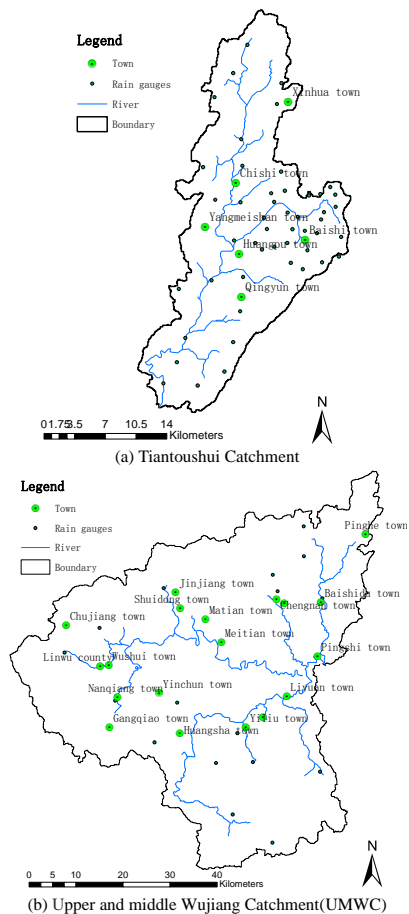 Legend
Town
Rain gauges
River
Boundary
Xinhua town
Chishi town
Yangmeishan town
Baishi town
Huangpu town
Qingyun town
0 1.75 3.5 7 10.5 14
Kilometers
N
(a) Tiantoushui Catchment
Legend
Town
Rain gauges
River
Boundary
Pinghe town
Jinjiang town
Shuidong town
Chengnan town
Baishidu town
Chujiang town
Matian town
Meitian town
Linwu county
Wushui town
Pingshi town
Nanqiang town
Yinchun town
Liyuan town
Gangqiao town
Huangsha town
Yiliu town
0 5 10 20 30 40
Kilometers
N
(b) Upper and middle Wujiang Catchment(UMWC)